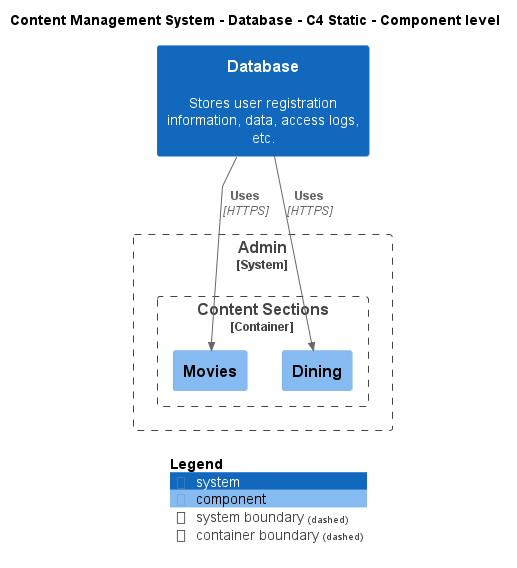 Content Management System - Database - C4 Static - Component level
Database
Stores user registration
information, data, access logs,
etc.
Uses
[HTTPS]
Uses
[HTTPS]
Admin
[System]
Content Sections
[Container]
Movies
Dining
Legend
system
component
system boundary (dashed)
container boundary (dashed)